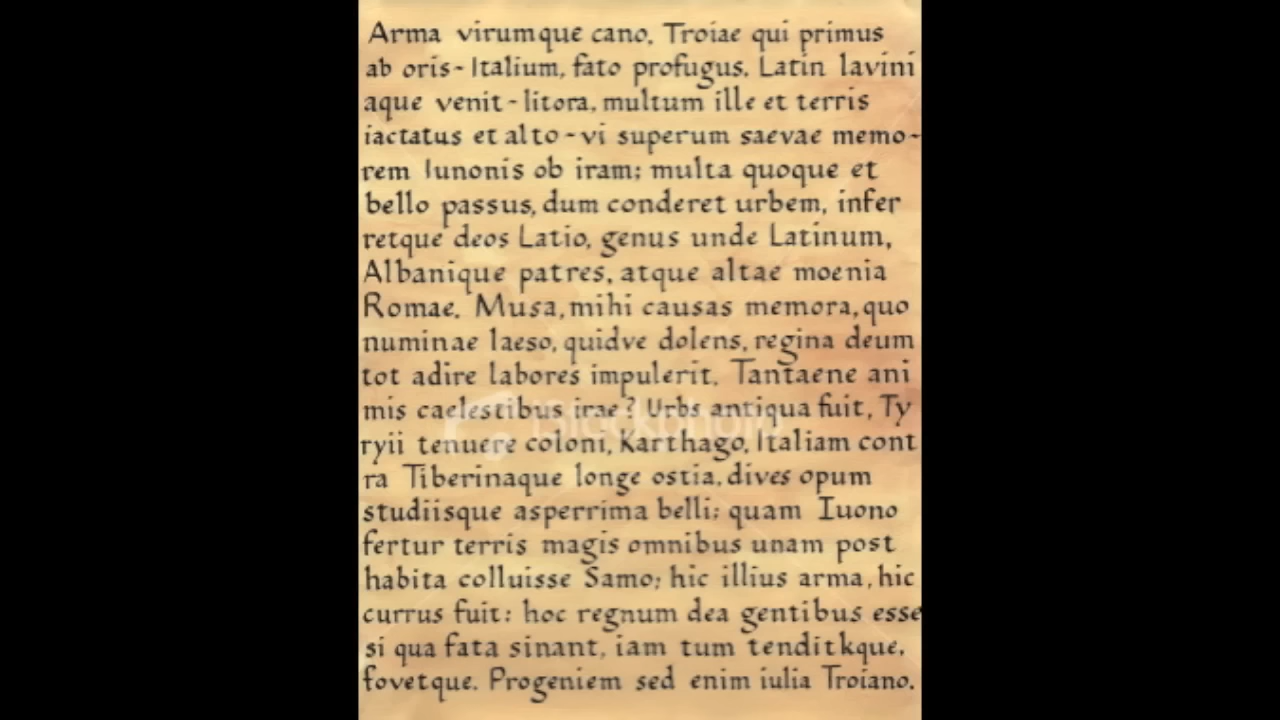 Arma virumque cano, Troiae qui primus
ab oris- Italium, fato profugus. Latin lavini
aque venit-litora, multum ille et terris
iactatus et alto-vi superum saevae memo-
rem Iunonis ob iram; multa quoque et
bello passus, dum conderet urbem, infer
retque deos Latio, genus unde Latinum,
Albanique patres, atque altae moenia
Romae. Musa, mihi causas memora, quo
numinae laeso, quidve dolens, regina deum
tot adire labores impulerit. Tantaene ani
mis caelestibus irae? Urbs antiqua fuit, Ty
ryii tenuere coloni, Karthago, Italiam cont
ra Tiberinaque longe ostia, dives opum
studiisque asperrima belli; quam Iuono
fertur terris magis omnibus unam post
habita colluisse Samo; hic illius arma, hic
currus fuit; hoc regnum dea gentibus esse
si qua fata sinant, iam tum tenditkque,
fovetque. Progeniem sed enim iulia Troiano.
iStockphoto